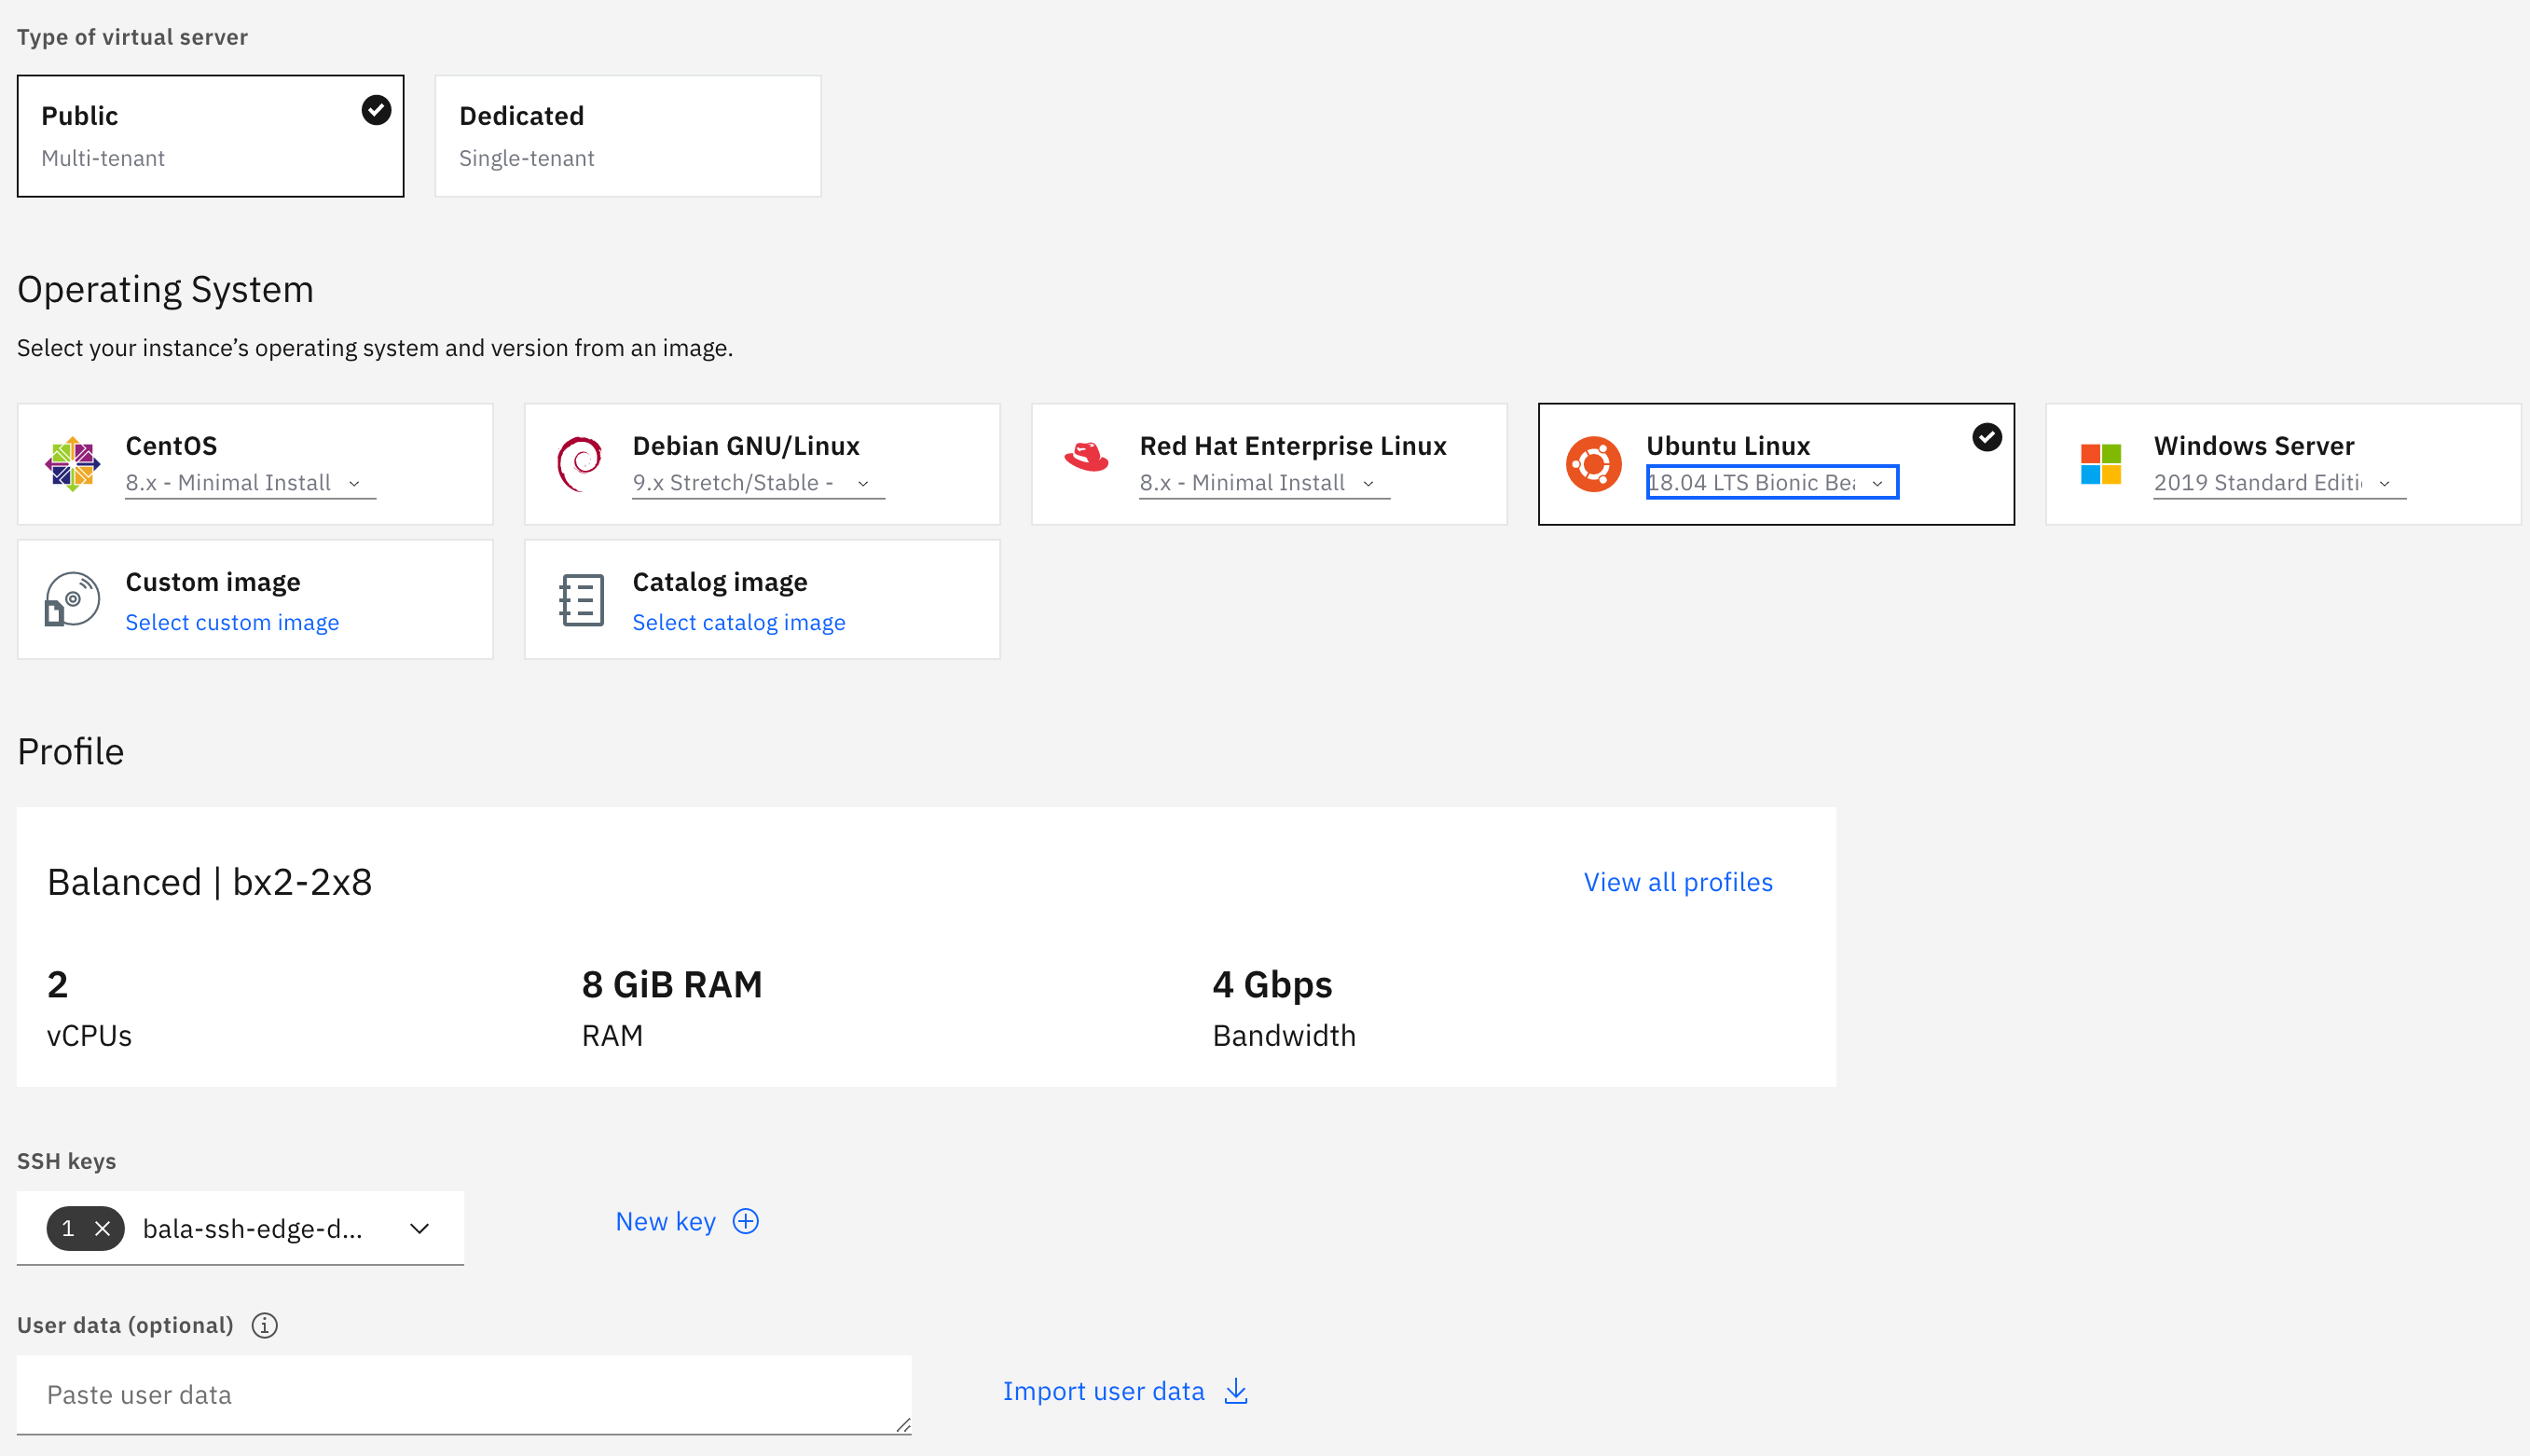 Type of virtual server
Public
Multi-tenant
Dedicated
Single-tenant
Operating System
Select your instance’s operating system and version from an image.
CentOS
8.x - Minimal Install
Debian GNU/Linux
9.x Stretch/Stable -
Red Hat Enterprise Linux
8.x - Minimal Install
Ubuntu Linux
18.04 LTS Bionic
Windows Server
2019 Standard
Custom image
Select custom image
Catalog image
Select catalog image
Profile
Balanced | bx2-2x8
View all profiles
2
vCPUs
8 GiB RAM
RAM
4 Gbps
Bandwidth
SSH keys
1 bala-ssh-edge-d...
New key
User data (optional)
Paste user data
Import user data